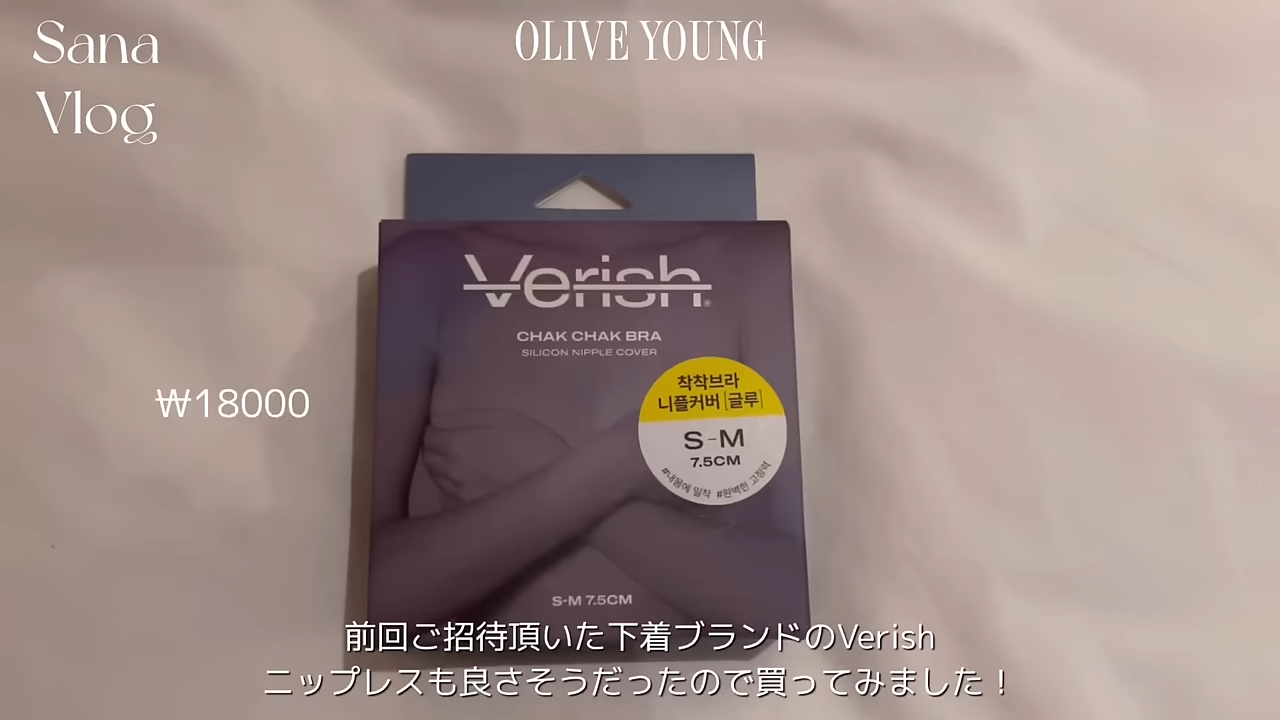 Sana
Vlog
OLIVE YOUNG
Verish
CHAK CHAK BRA
SILICON NIPPLE COVER
착착브라
니플커버 [글루]
S-M
7.5CM
#내몸에 밀착 #완벽한 고정력
₩18000
S-M 7.5CM
前回ご招待頂いた下着ブランドのVerish
ニップレスも良さそうだったので買ってみました！